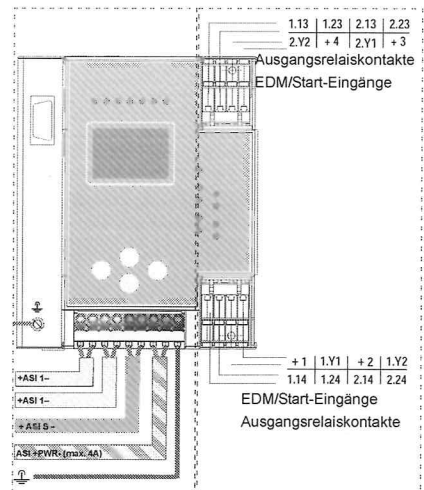 1.13 | 1.23 | 2.13 | 2.23
2.Y2 | + 4 | 2.Y1 | + 3
Ausgangsrelaiskontakte
EDM/Start-Eingänge
+ 1 | 1.Y1 | + 2 | 1.Y2
1.14 | 1.24 | 2.14 | 2.24
EDM/Start-Eingänge
Ausgangsrelaiskontakte
+ASI 1–
+ASI 1–
+ ASI S –
ASI +PWR- (max. 4A)